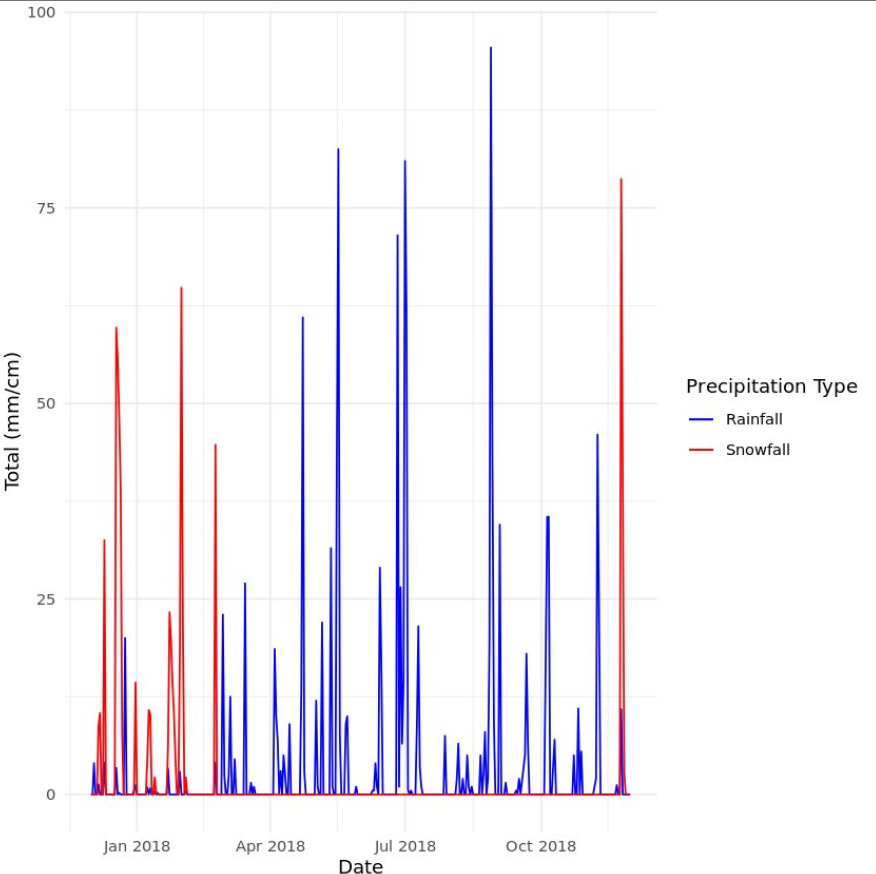 100
75
50
25
0
Total (mm/cm)
Jan 2018
Apr 2018
Jul 2018
Oct 2018
Date
Precipitation Type
Rainfall
Snowfall